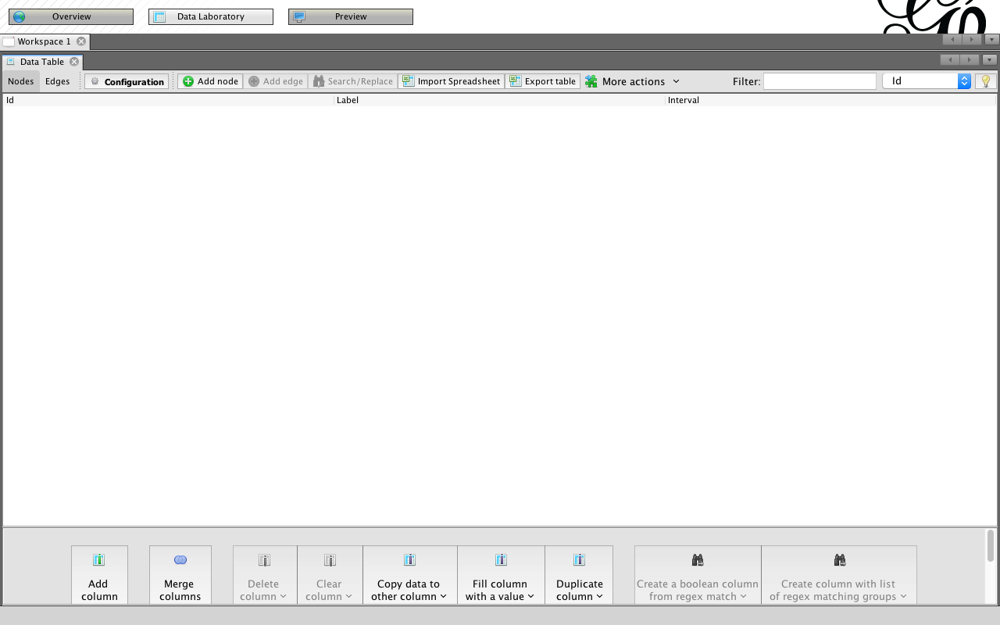 Overview
Data Laboratory
Preview
Workspace 1
Data Table
Nodes
Edges
Configuration
Add node
Add edge
Search/Replace
Import Spreadsheet
Export table
More actions
Filter:
Id
Id
Label
Interval
Add
column
Merge
columns
Delete
column
Clear
column
Copy data to
other column
Fill column
with a value
Duplicate
column
Create a boolean column
from regex match
Create column with list
of regex matching groups